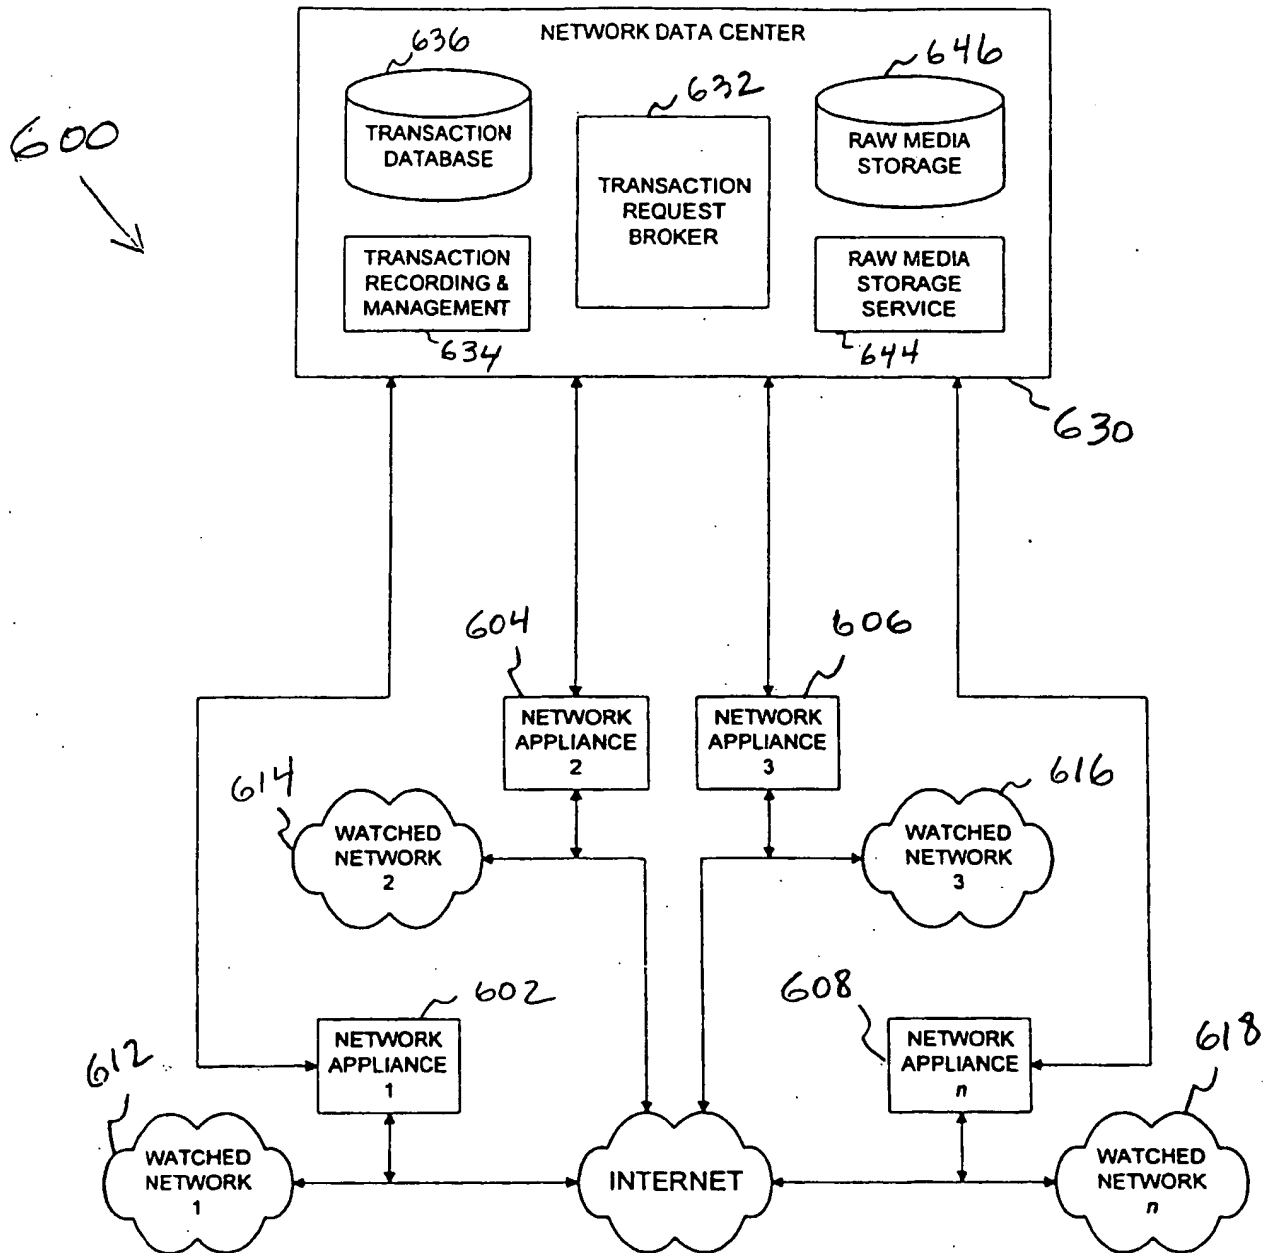 NETWORK DATA CENTER
636
646
632
600
TRANSACTION
DATABASE
RAW MEDIA
STORAGE
TRANSACTION
REQUEST
BROKER
TRANSACTION
RECORDING &
MANAGEMENT
RAW MEDIA
STORAGE
SERVICE
634
644
630
604
606
NETWORK
APPLIANCE
2
NETWORK
APPLIANCE
3
614
616
WATCHED
NETWORK
2
WATCHED
NETWORK
3
602
608
NETWORK
APPLIANCE
1
NETWORK
APPLIANCE
n
612
618
WATCHED
NETWORK
1
INTERNET
WATCHED
NETWORK
n